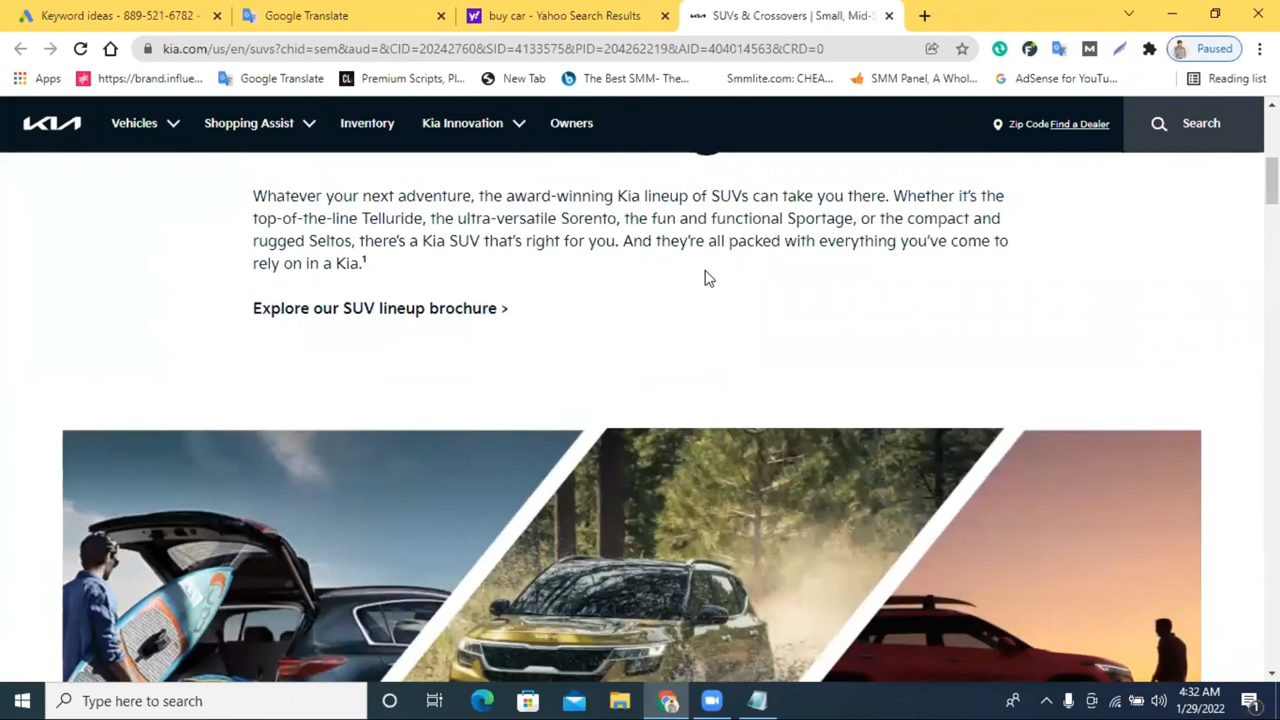 Keyword ideas - 889-521-6782 -
Google Translate
buy car - Yahoo Search Results
SUVs & Crossovers | Small, Mid-S
kia.com/us/en/suvs?chid=sem&aud=&CID=20242760&SID=4133575&PID=204262219&AID=404014563&CRD=0
Paused
Apps
https://brand.influe...
Google Translate
CL
Premium Scripts, Pl...
New Tab
The Best SMM- The...
Smmlite.com: CHEA...
SMM Panel, A Whol...
AdSense for YouTu...
Reading list
KIA
Vehicles
Shopping Assist
Inventory
Kia Innovation
Owners
Zip Code Find a Dealer
Search
Whatever your next adventure, the award-winning Kia lineup of SUVs can take you there. Whether it's the
top-of-the-line Telluride, the ultra-versatile Sorento, the fun and functional Sportage, or the compact and
rugged Seltos, there's a Kia SUV that's right for you. And they're all packed with everything you've come to
rely on in a Kia.¹
Explore our SUV lineup brochure >
Type here to search
4:32 AM
1/29/2022
1